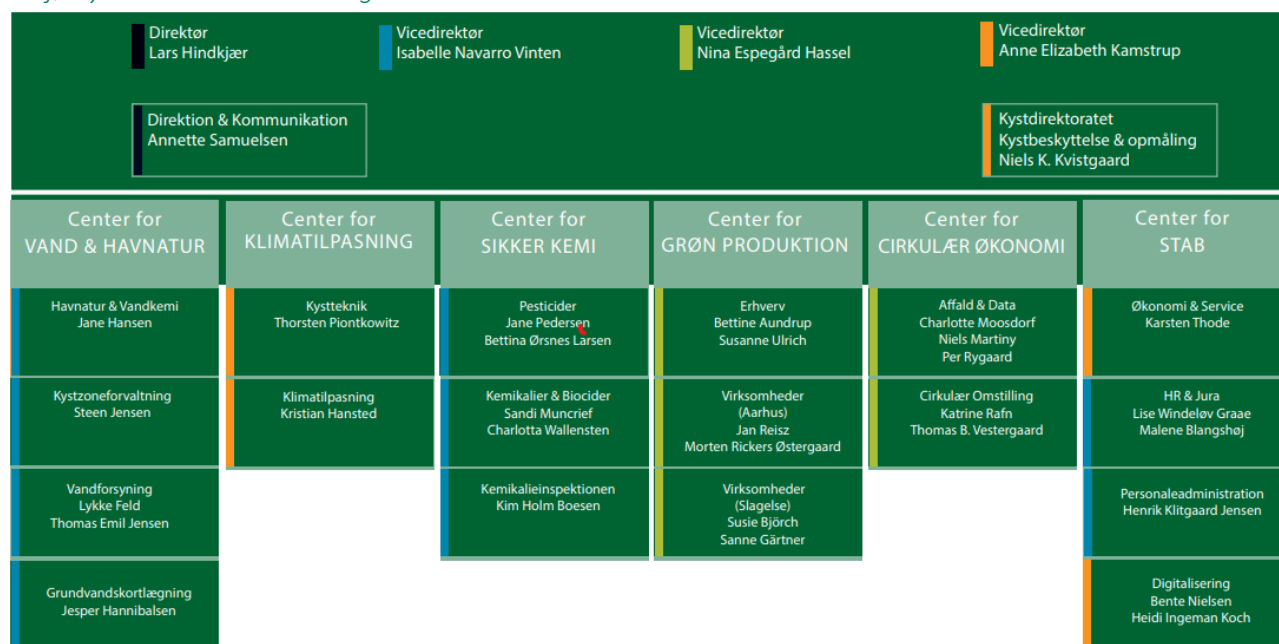 Direktør
Lars Hindkjær
Vicedirektør
Isabelle Navarro Vinten
Vicedirektør
Nina Espegård Hassel
Vicedirektør
Anne Elizabeth Kamstrup
Direktion & Kommunikation
Annette Samuelsen
Kystdirektoratet
Kystbeskyttelse & opmåling
Niels K. Kvistgaard
Center for
VAND & HAVNATUR
Havnatur & Vandkemi
Jane Hansen
Kystzoneforvaltning
Steen Jensen
Vandforsyning
Lykke Feld
Thomas Emil Jensen
Grundvandskortlægning
Jesper Hannibalsen
Center for
KLIMATILPASNING
Kystteknik
Thorsten Piontkowitz
Klimatilpasning
Kristian Hansted
Center for
SIKKER KEMI
Pesticider
Jane Pedersen
Bettina Ørsnes Larsen
Kemikalier & Biocider
Sandi Muncrief
Charlotta Wallensten
Kemikalieinspektionen
Kim Holm Boesen
Center for
GRØN PRODUKTION
Erhverv
Bettine Aundrup
Susanne Ulrich
Virksomheder
(Aarhus)
Jan Reisz
Morten Rickers Østergaard
Virksomheder
(Slagelse)
Susie Björch
Sanne Gärtner
Center for
CIRKULÆR ØKONOMI
Affald & Data
Charlotte Moosdorf
Niels Martiny
Per Rygaard
Cirkulær Omstilling
Katrine Rafn
Thomas B. Vestergaard
Center for
STAB
Økonomi & Service
Karsten Thode
HR & Jura
Lise Windeløv Graae
Malene Blangshøj
Personaleadministration
Henrik Klitgaard Jensen
Digitalisering
Bente Nielsen
Heidi Ingeman Koch